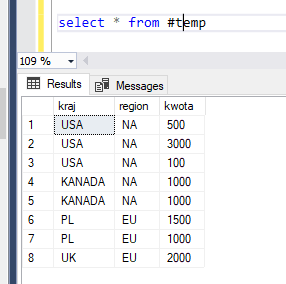 select * from #temp
109 %
Results Messages
kraj region kwota
1 USA NA 500
2 USA NA 3000
3 USA NA 100
4 KANADA NA 1000
5 KANADA NA 1000
6 PL EU 1500
7 PL EU 1000
8 UK EU 2000